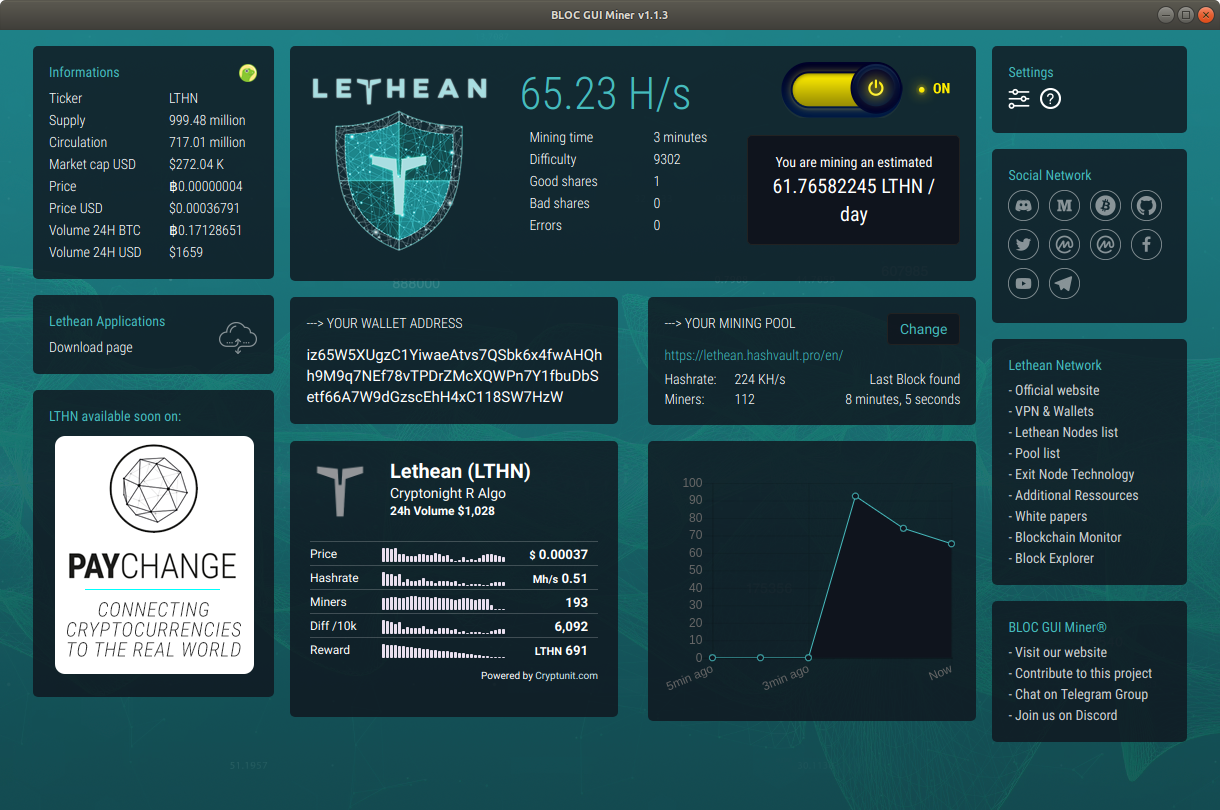 BLOC GUI Miner v1.1.3
Informations
Ticker LTHN
Supply 999.48 million
Circulation 717.01 million
Market cap USD $272.04 K
Price ฿0.00000004
Price USD $0.00036791
Volume 24H BTC ฿0.17128651
Volume 24H USD $1659
Lethean Applications
Download page
LTHN available soon on:
PAYCHANGE
CONNECTING
CRYPTOCURRENCIES
TO THE REAL WORLD
LETHEAN
65.23 H/s
Mining time 3 minutes
Difficulty 9302
Good shares 1
Bad shares 0
Errors 0
ON
You are mining an estimated
61.76582245 LTHN /
day
---> YOUR WALLET ADDRESS
iz65W5XUgzC1YiwaeAtvs7QSbk6x4fwAHQh
h9M9q7NEf78vTPDrZMcXQWPn7Y1fbuDbS
etf66A7W9dGzscEhH4xC118SW7HzW
---> YOUR MINING POOL
Change
https://lethean.hashvault.pro/en/
Hashrate: 224 KH/s Last Block found
Miners: 112 8 minutes, 5 seconds
Lethean (LTHN)
Cryptonight R Algo
24h Volume $1,028
Price $ 0.00037
Hashrate Mh/s 0.51
Miners 193
Diff /10k 6,092
Reward LTHN 691
Powered by Cryptunit.com
100
90
80
70
60
50
40
30
20
10
0
5min ago 3min ago Now
Settings
Social Network
Lethean Network
- Official website
- VPN & Wallets
- Lethean Nodes list
- Pool list
- Exit Node Technology
- Additional Ressources
- White papers
- Blockchain Monitor
- Block Explorer
BLOC GUI Miner®
- Visit our website
- Contribute to this project
- Chat on Telegram Group
- Join us on Discord